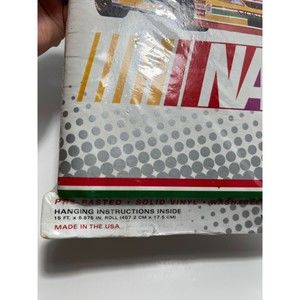 NA
PRE-PASTED • SOLID VINYL • WASHABLE
HANGING INSTRUCTIONS INSIDE
15 FT. x 6.875 IN. ROLL (457.2 CM x 17.5 CM)
MADE IN THE USA